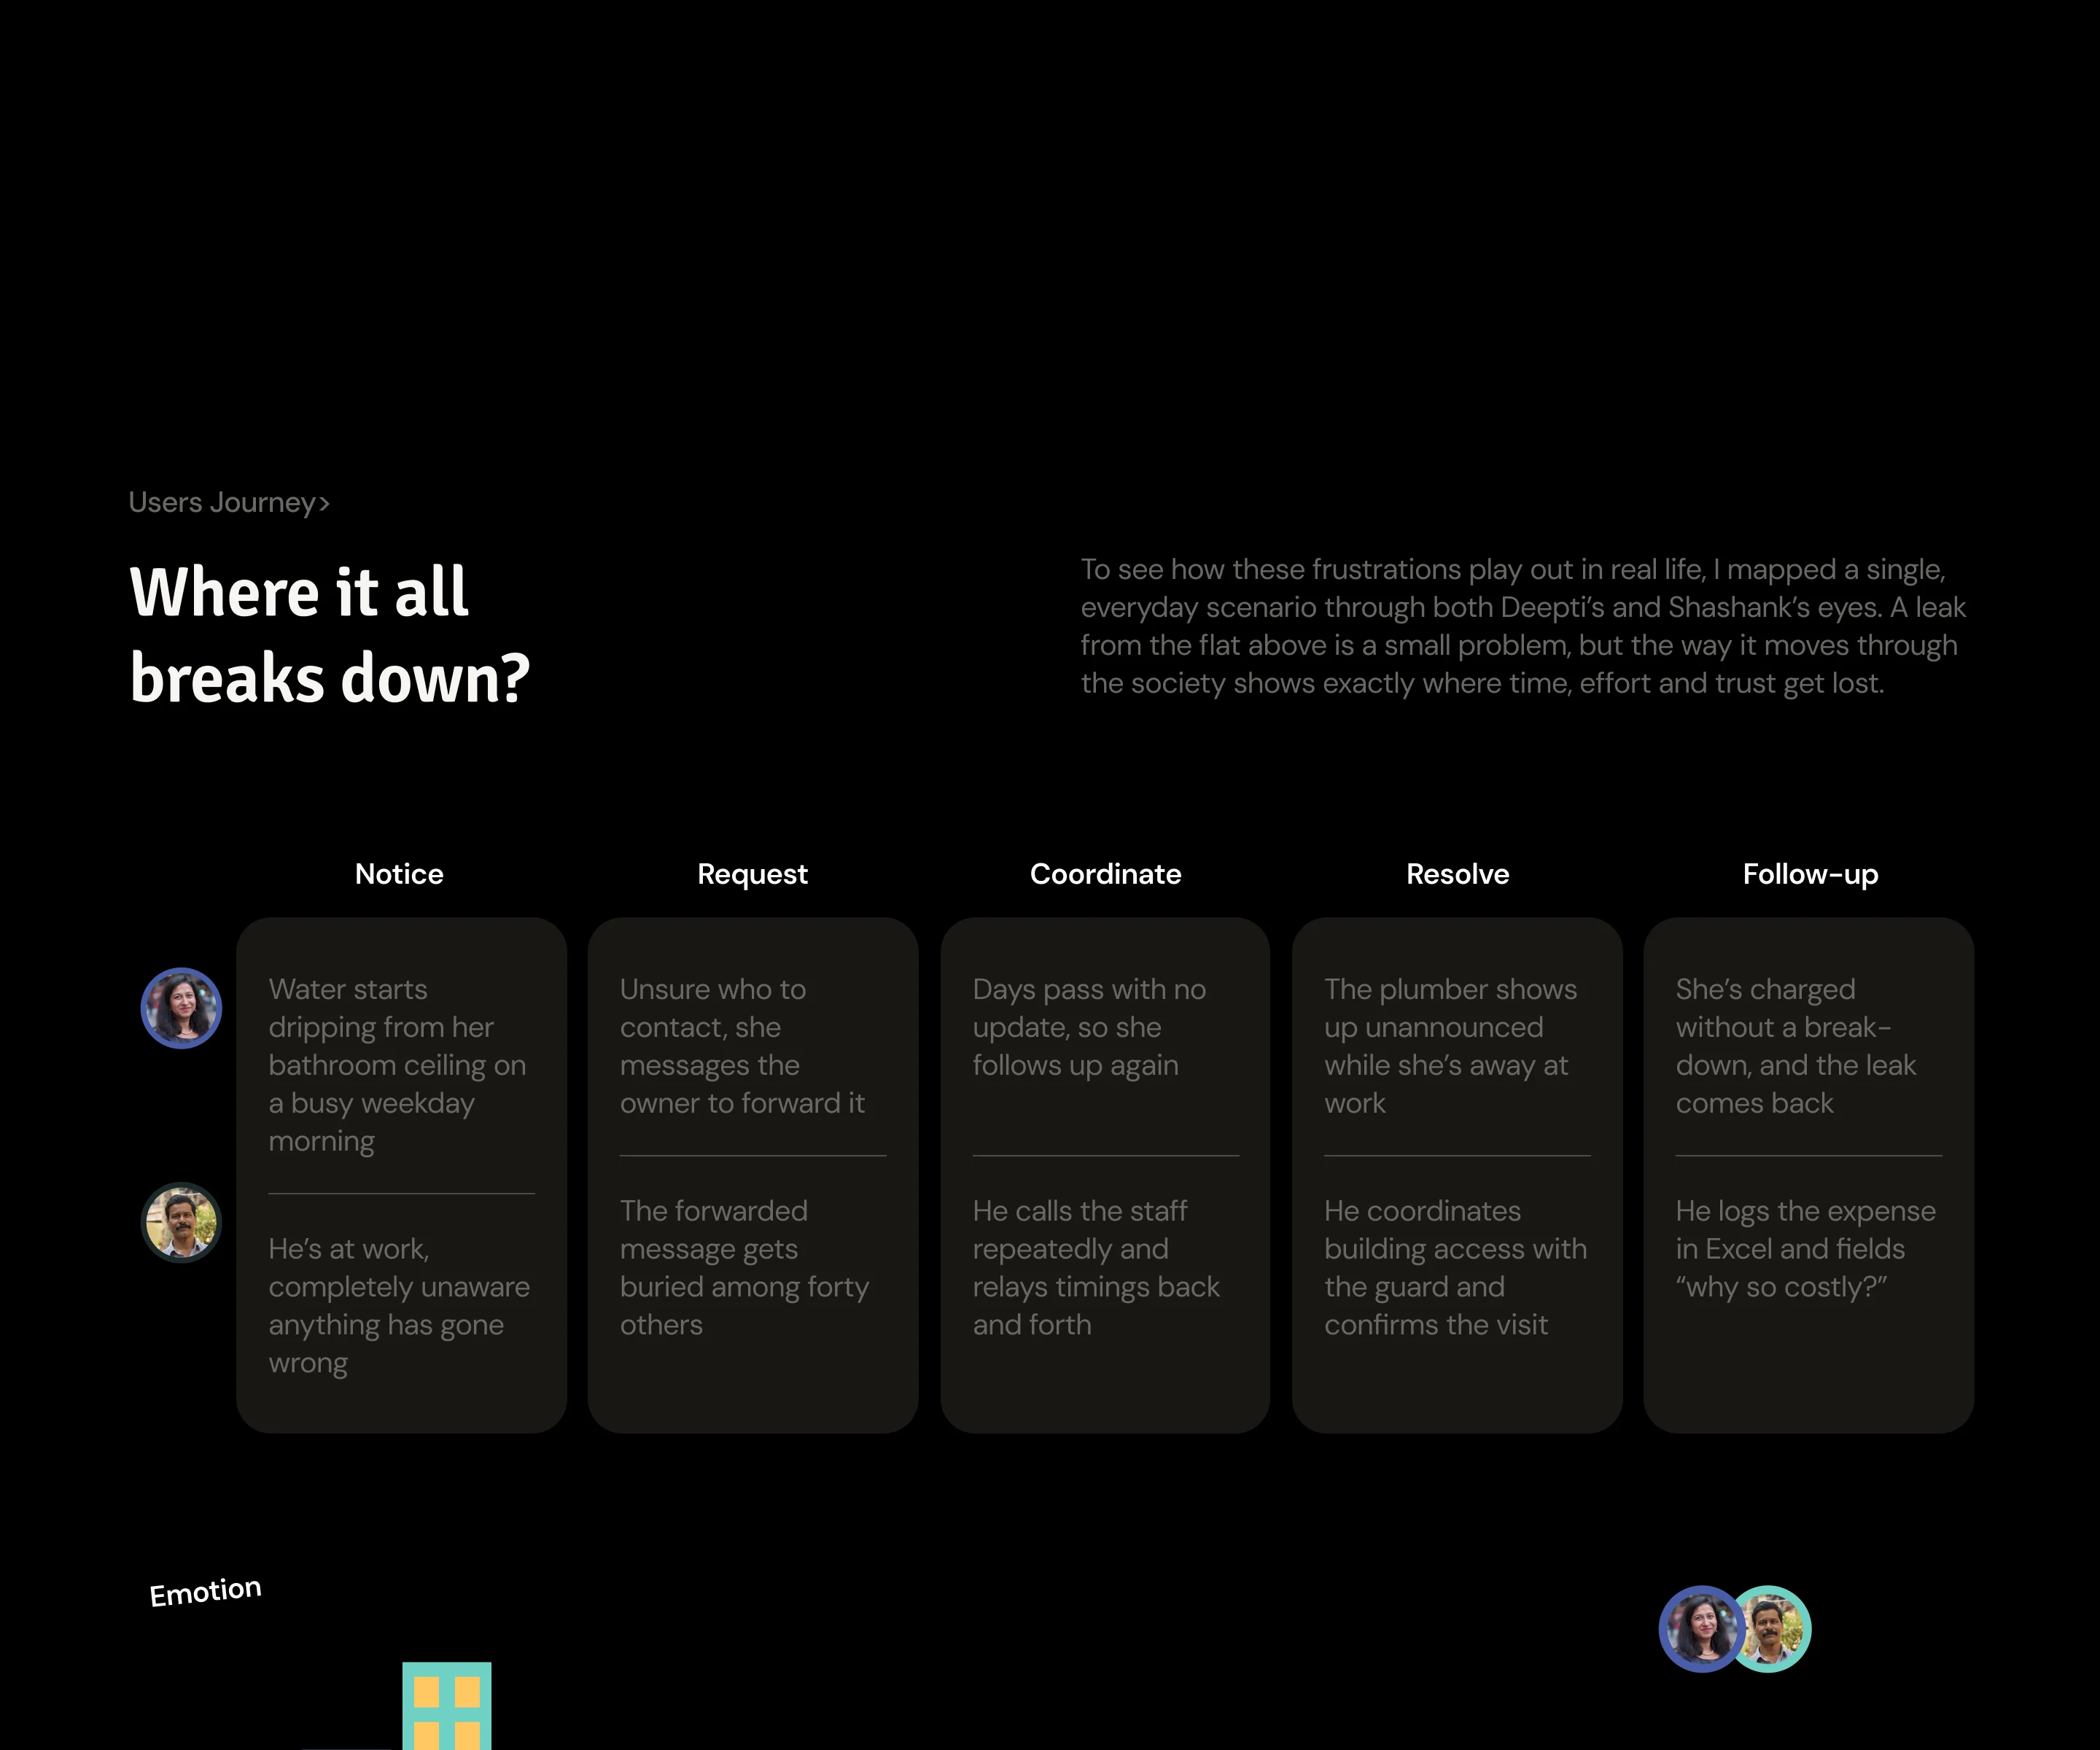 Users Journey>
Where it all
breaks down?
To see how these frustrations play out in real life, I mapped a single,
everyday scenario through both Deepti’s and Shashank’s eyes. A leak
from the flat above is a small problem, but the way it moves through
the society shows exactly where time, effort and trust get lost.
Notice
Water starts
dripping from her
bathroom ceiling on
a busy weekday
morning
He’s at work,
completely unaware
anything has gone
wrong
Request
Unsure who to
contact, she
messages the
owner to forward it
The forwarded
message gets
buried among forty
others
Coordinate
Days pass with no
update, so she
follows up again
He calls the staff
repeatedly and
relays timings back
and forth
Resolve
The plumber shows
up unannounced
while she’s away at
work
He coordinates
building access with
the guard and
confirms the visit
Follow-up
She’s charged
without a break-
down, and the leak
comes back
He logs the expense
in Excel and fields
“why so costly?”
Emotion